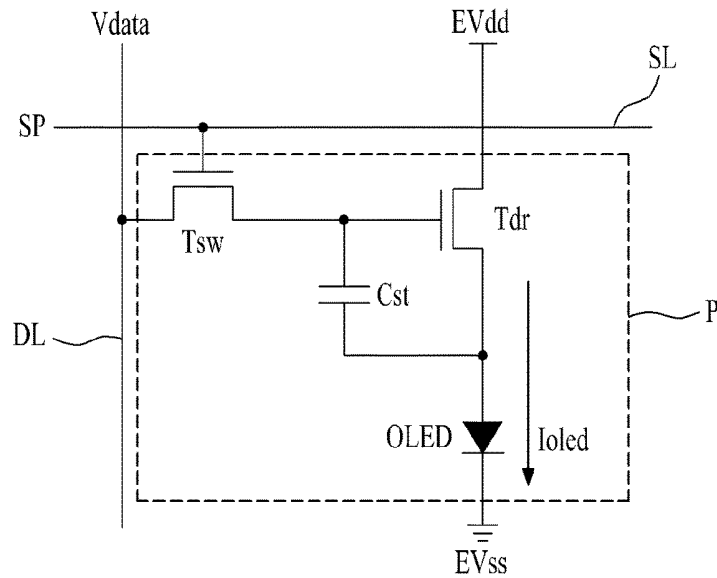 Vdata
EVdd
SL
SP
Tsw
Tdr
Cst
DL
P
OLED
Ioled
EVss